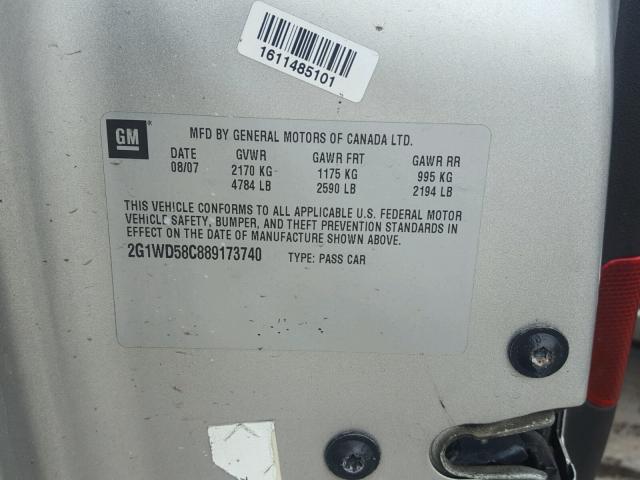 1611485101
GM
MFD BY GENERAL MOTORS OF CANADA LTD.
DATE GVWR GAWR FRT GAWR RR
08/07 2170 KG 1175 KG 995 KG
4784 LB 2590 LB 2194 LB
THIS VEHICLE CONFORMS TO ALL APPLICABLE U.S. FEDERAL MOTOR
VEHICLE SAFETY, BUMPER, AND THEFT PREVENTION STANDARDS IN
EFFECT ON THE DATE OF MANUFACTURE SHOWN ABOVE.
2G1WD58C889173740 TYPE: PASS CAR